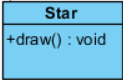 Star
+draw() : void